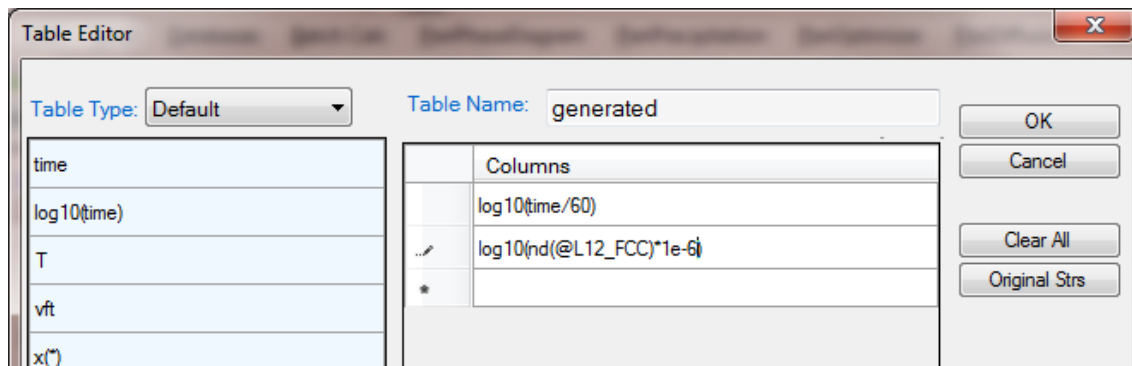 Table Editor
Table Type: Default
Table Name: generated
OK
Cancel
Clear All
Original Strs
time
log10(time)
T
vft
x(*)
Columns
log10(time/60)
log10(nd(@L12_FCC)*1e-6)
*